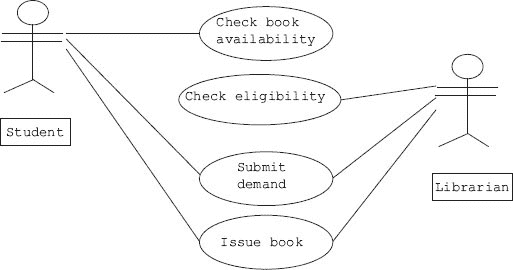 Check book
availability
Check eligibility
Student
Submit
demand
Librarian
Issue book